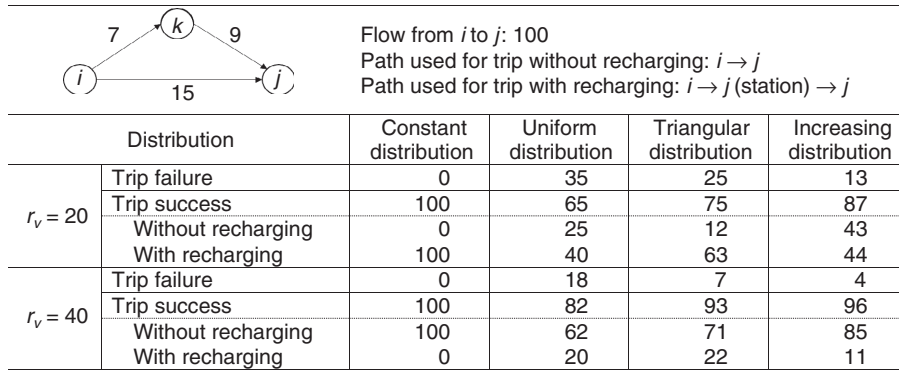 7 k 9 Flow from i to j: 100
Path used for trip without recharging: i → j
i 15 j Path used for trip with recharging: i → j (station) → j
Distribution Constant distribution Uniform distribution Triangular distribution Increasing distribution
r_v = 20 Trip failure 0 35 25 13
Trip success 100 65 75 87
Without recharging 0 25 12 43
With recharging 100 40 63 44
r_v = 40 Trip failure 0 18 7 4
Trip success 100 82 93 96
Without recharging 100 62 71 85
With recharging 0 20 22 11